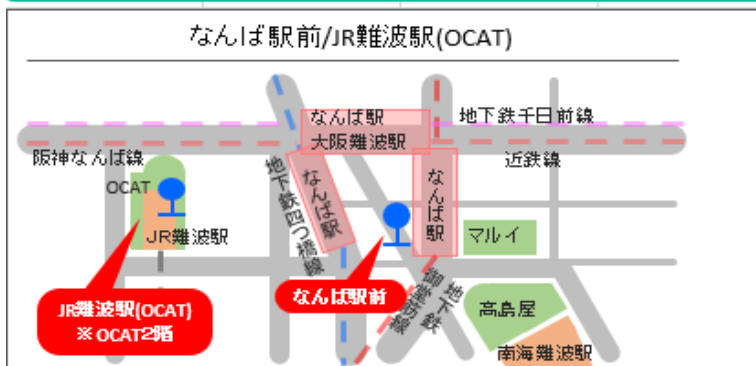 なんば駅前/JR難波駅(OCAT)
なんば駅
大阪難波駅
地下鉄千日前線
阪神なんば線
近鉄線
OCAT
JR難波駅
地下鉄四つ橋線
なんば駅
なんば駅
マルイ
なんば駅前
JR難波駅(OCAT)
※OCAT2階
地下鉄
御堂筋線
高島屋
南海難波駅